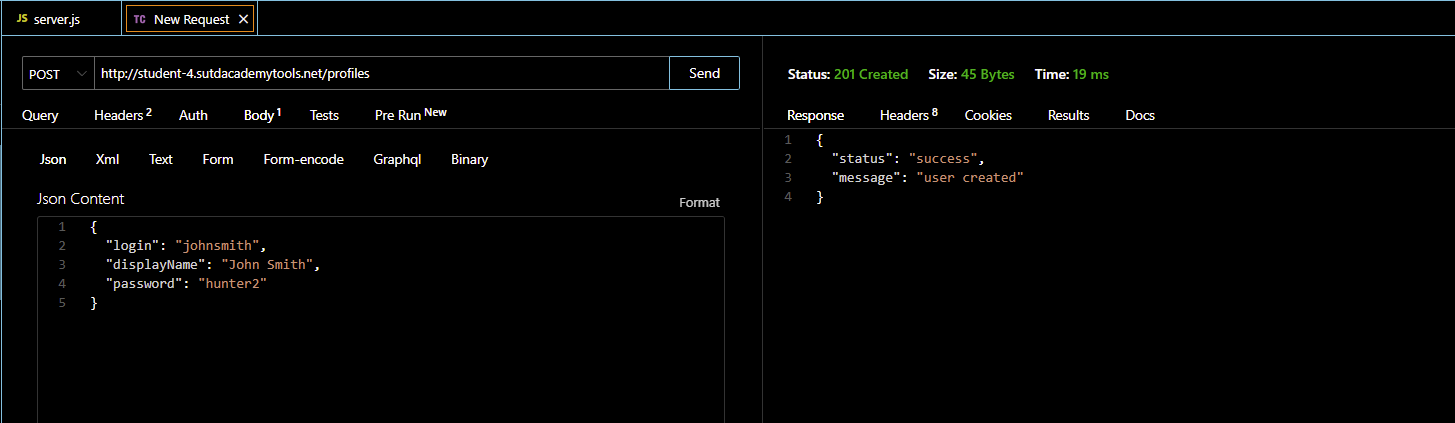 JS server.js TC New Request ✕
POST http://student-4.sutdacademytools.net/profiles Send
Query Headers 2 Auth Body 1 Tests Pre Run New
Json Xml Text Form Form-encode Graphql Binary
Json Content Format
1 {
2 "login": "johnsmith",
3 "displayName": "John Smith",
4 "password": "hunter2"
5 }
Status: 201 Created Size: 45 Bytes Time: 19 ms
Response Headers 8 Cookies Results Docs
1 {
2 "status": "success",
3 "message": "user created"
4 }